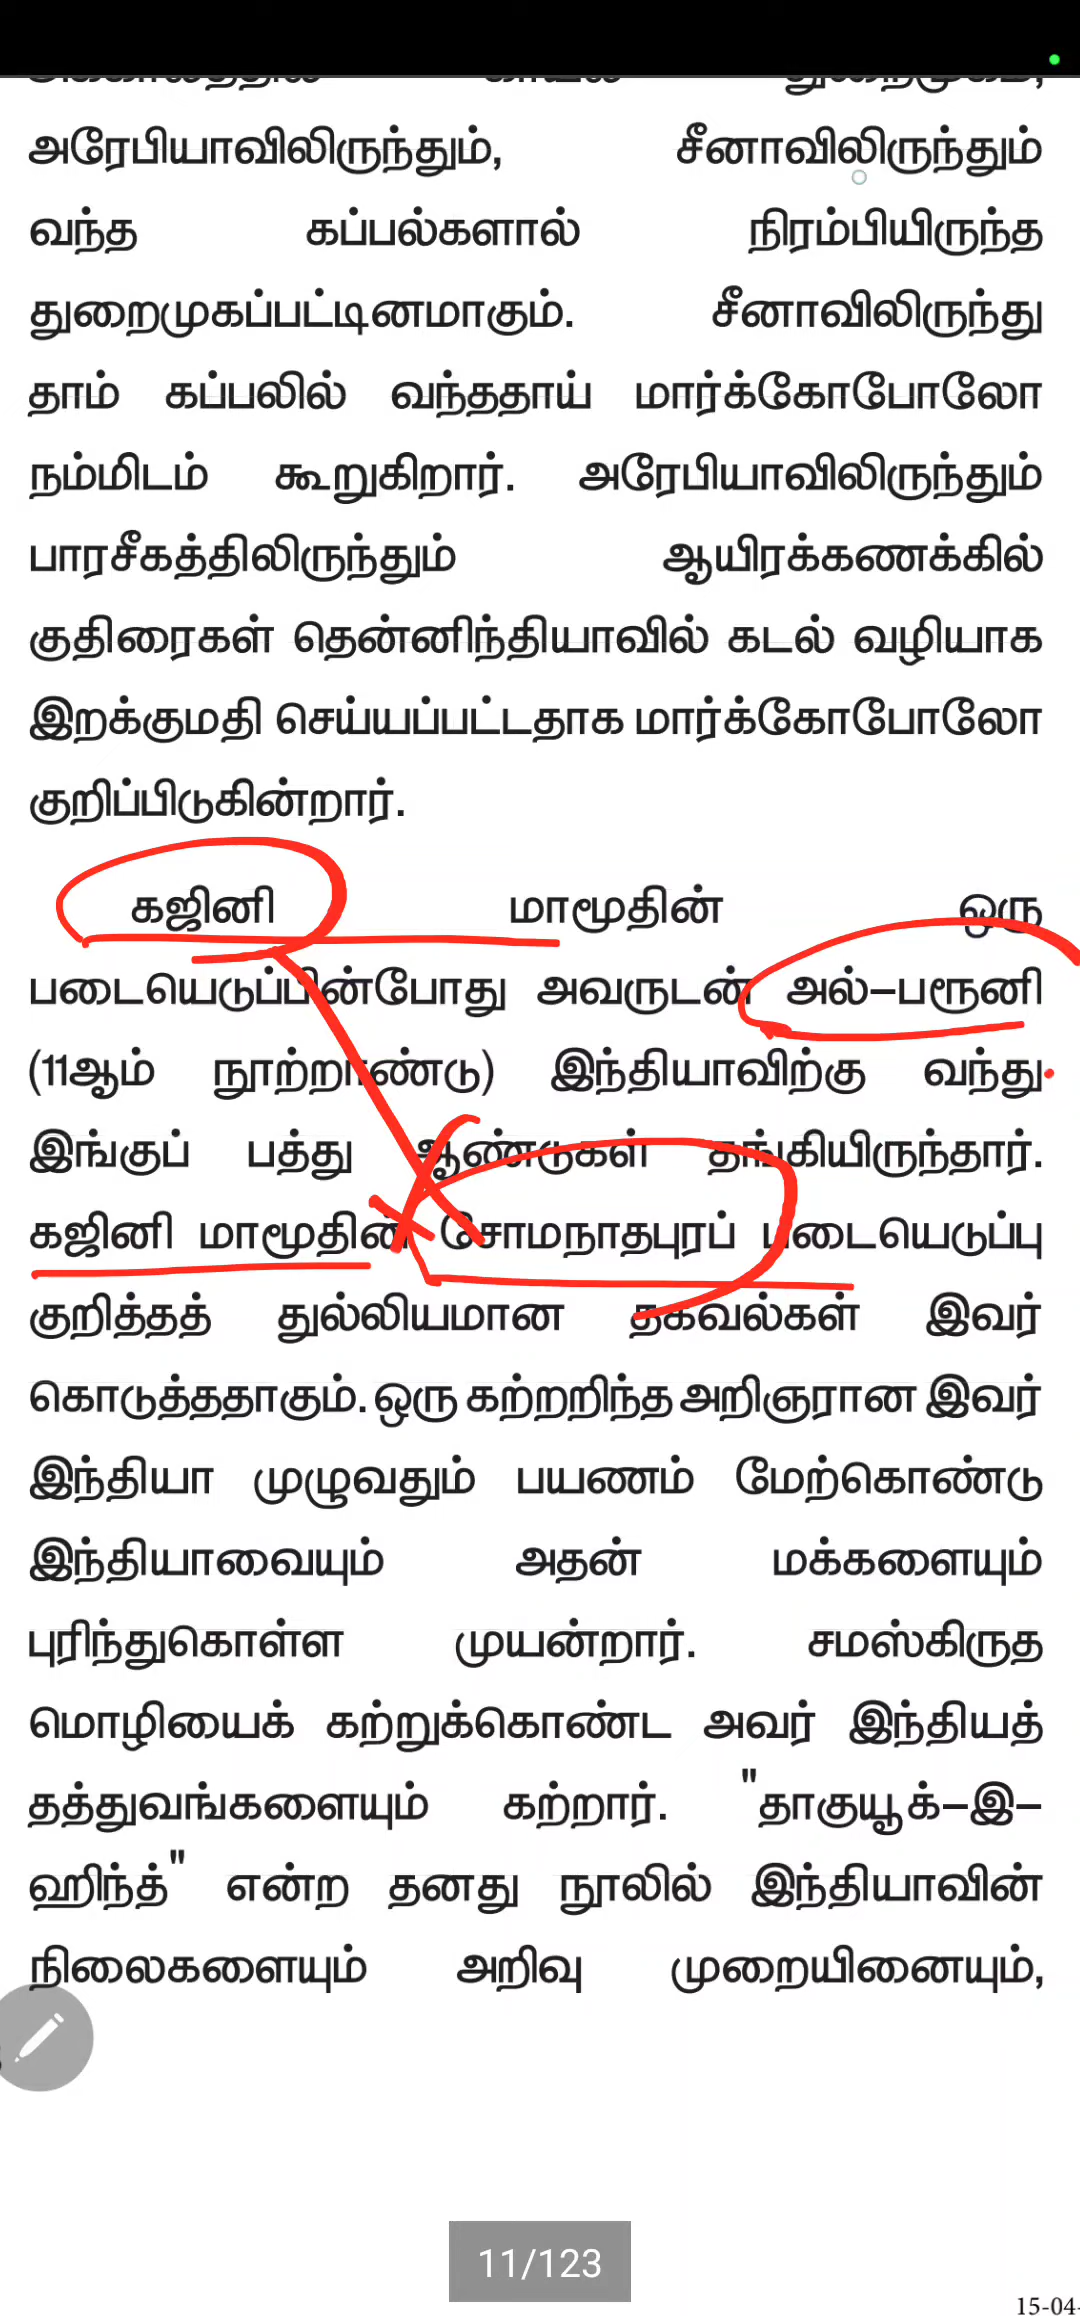 அரேபியாவிலிருந்தும், சீனாவிலிருந்தும்
வந்த கப்பல்களால் நிரம்பியிருந்த
துறைமுகப்பட்டினமாகும். சீனாவிலிருந்து
தாம் கப்பலில் வந்ததாய் மார்க்கோபோலோ
நம்மிடம் கூறுகிறார். அரேபியாவிலிருந்தும்
பாரசீகத்திலிருந்தும் ஆயிரக்கணக்கில்
குதிரைகள் தென்னிந்தியாவில் கடல் வழியாக
இறக்குமதி செய்யப்பட்டதாக மார்க்கோபோலோ
குறிப்பிடுகின்றார்.
கஜினி மாமூதின் ஒரு
படையெடுப்பின்போது அவருடன் அல்–பரூனி
(11ஆம் நூற்றாண்டு) இந்தியாவிற்கு வந்து
இங்குப் பத்து ஆண்டுகள் தங்கியிருந்தார்.
கஜினி மாமூதின் சோமநாதபுரப் படையெடுப்பு
குறித்தத் துல்லியமான தகவல்கள் இவர்
கொடுத்ததாகும். ஒரு கற்றறிந்த அறிஞரான இவர்
இந்தியா முழுவதும் பயணம் மேற்கொண்டு
இந்தியாவையும் அதன் மக்களையும்
புரிந்துகொள்ள முயன்றார். சமஸ்கிருத
மொழியைக் கற்றுக்கொண்ட அவர் இந்தியத்
தத்துவங்களையும் கற்றார். "தாகுயூக்–இ–
ஹிந்த்" என்ற தனது நூலில் இந்தியாவின்
நிலைகளையும் அறிவு முறையினையும்,
11/123
15-04-